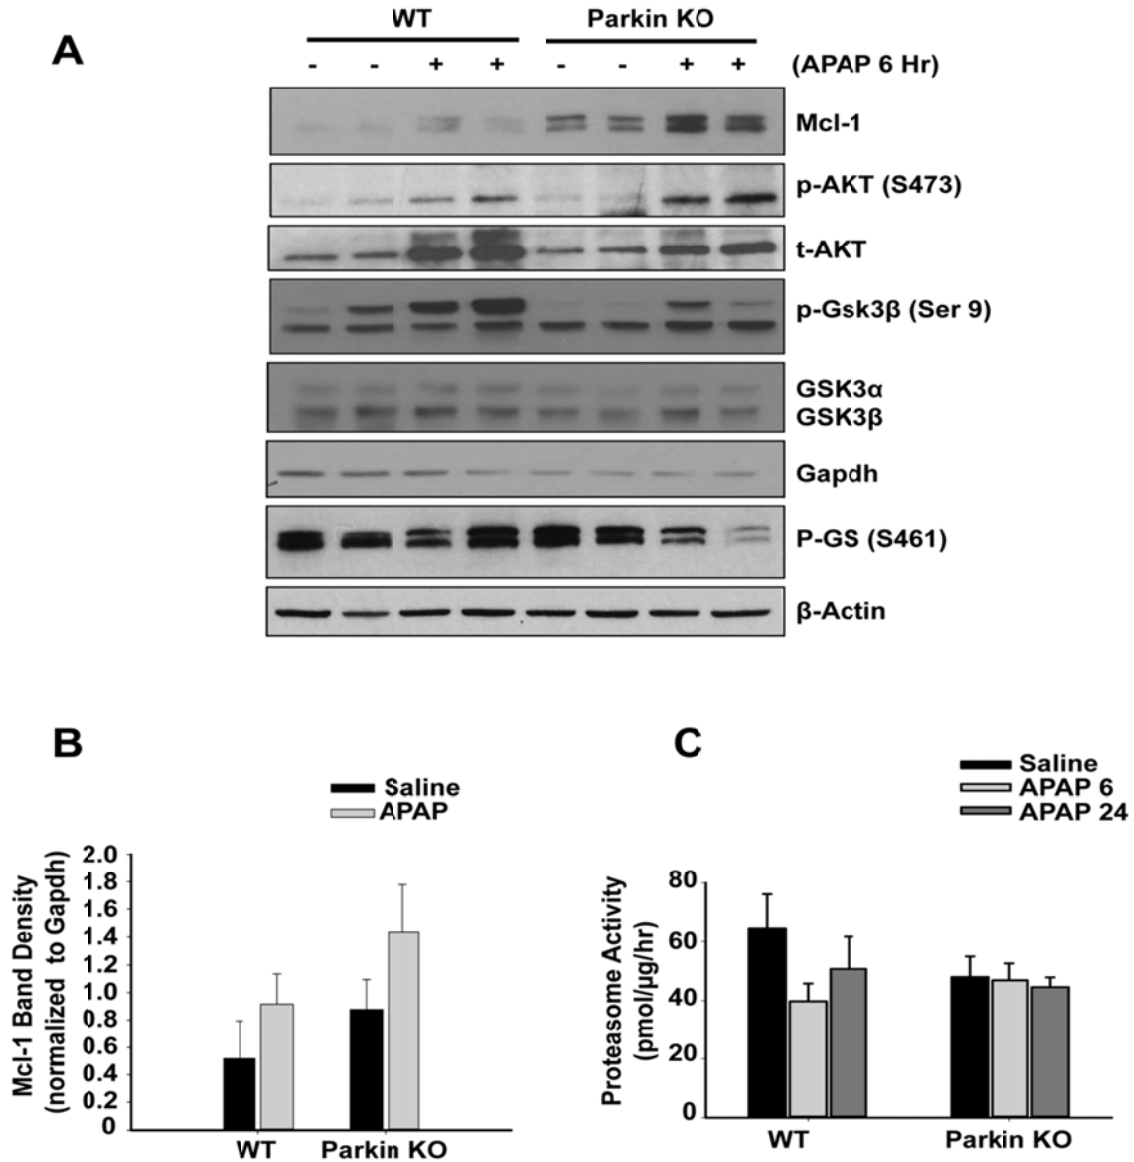 A
WT Parkin KO
- - + + - - + + (APAP 6 Hr)
Mcl-1
p-AKT (S473)
t-AKT
p-Gsk3β (Ser 9)
GSK3α
GSK3β
Gapdh
P-GS (S461)
β-Actin
B
Saline
APAP
Mcl-1 Band Density
(normalized to Gapdh)
2.0
1.8
1.6
1.4
1.2
1.0
0.8
0.6
0.4
0.2
0
WT Parkin KO
C
Saline
APAP 6
APAP 24
Proteasome Activity
(pmol/μg/hr)
80
60
40
20
0
WT Parkin KO